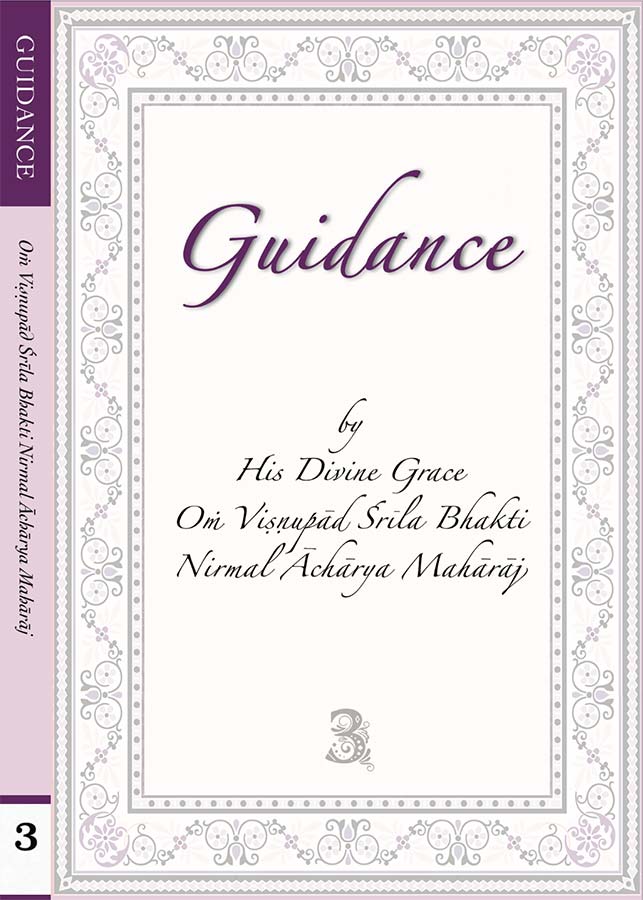 GUIDANCE
Oṁ Viṣṇupād Śrīla Bhakti Nirmal Āchārya Mahārāj
3
Guidance
by
His Divine Grace
Oṁ Viṣṇupād Śrīla Bhakti
Nirmal Āchārya Mahārāj
3